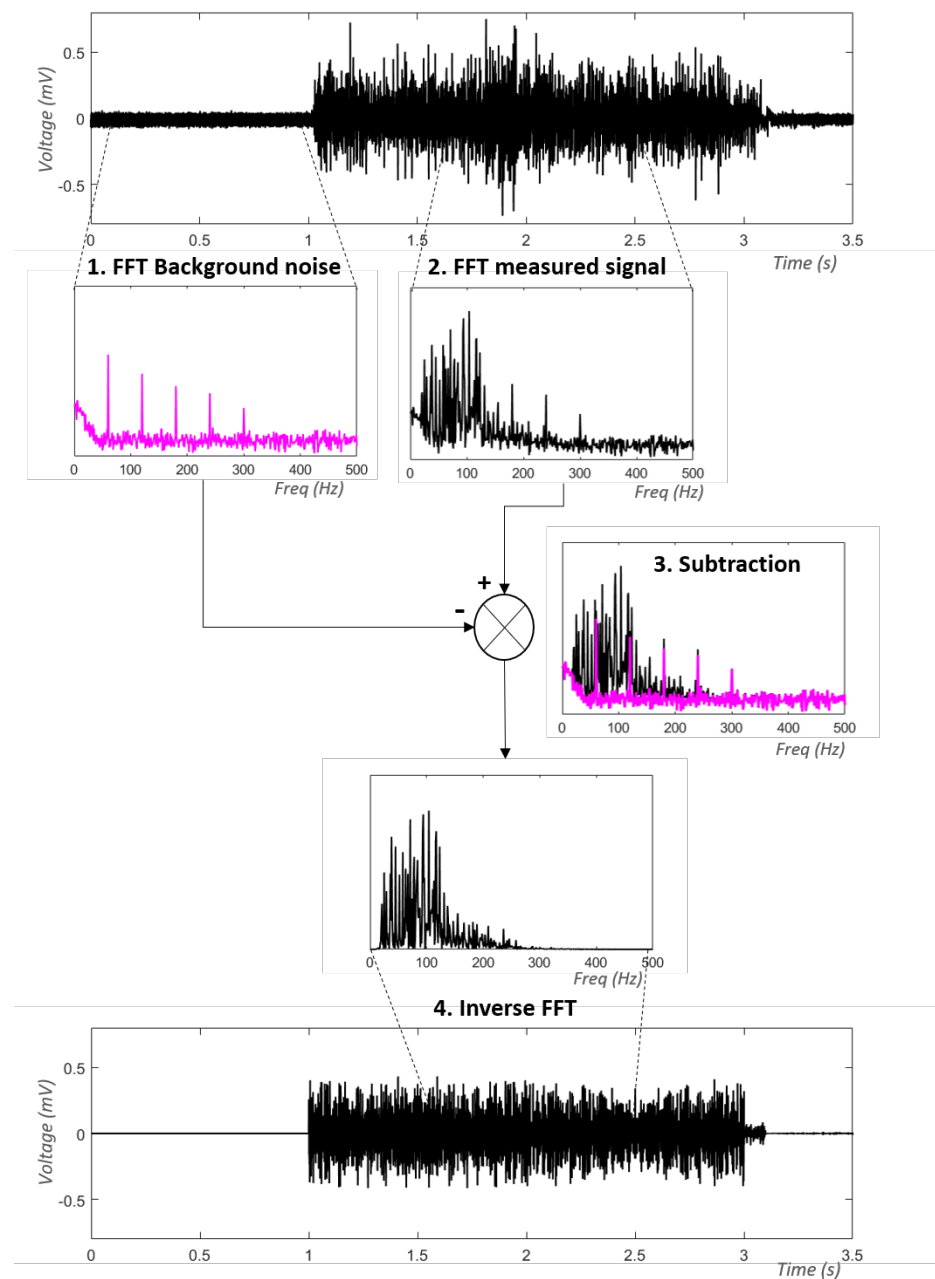 0.5
0
-0.5
Voltage (mV)
0 0.5 1 1.5 2 2.5 3 3.5
Time (s)
1. FFT Background noise
0 100 200 300 400 500
Freq (Hz)
2. FFT measured signal
0 100 200 300 400 500
Freq (Hz)
+
-
3. Subtraction
0 100 200 300 400 500
Freq (Hz)
0 100 200 300 400 500
Freq (Hz)
4. Inverse FFT
0.5
0
-0.5
Voltage (mV)
0 0.5 1 1.5 2 2.5 3 3.5
Time (s)